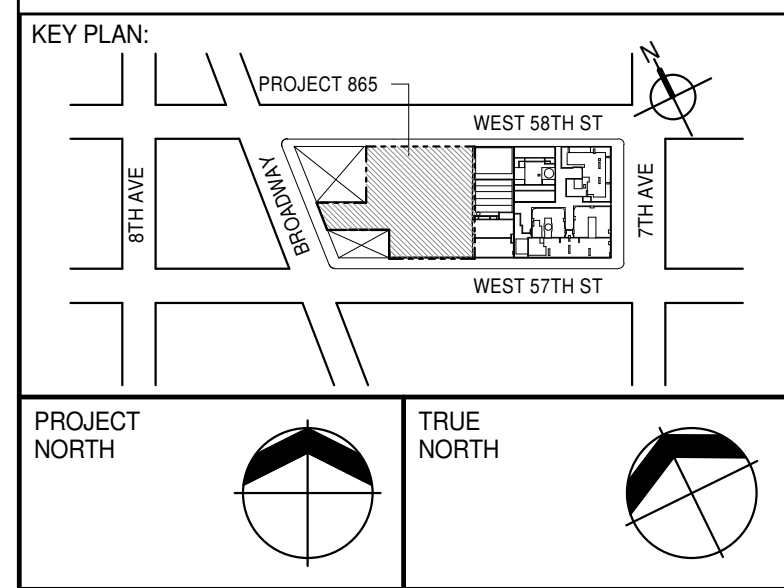 KEY PLAN:
N
PROJECT 865
WEST 58TH ST
8TH AVE
BROADWAY
7TH AVE
WEST 57TH ST
PROJECT
NORTH
TRUE
NORTH